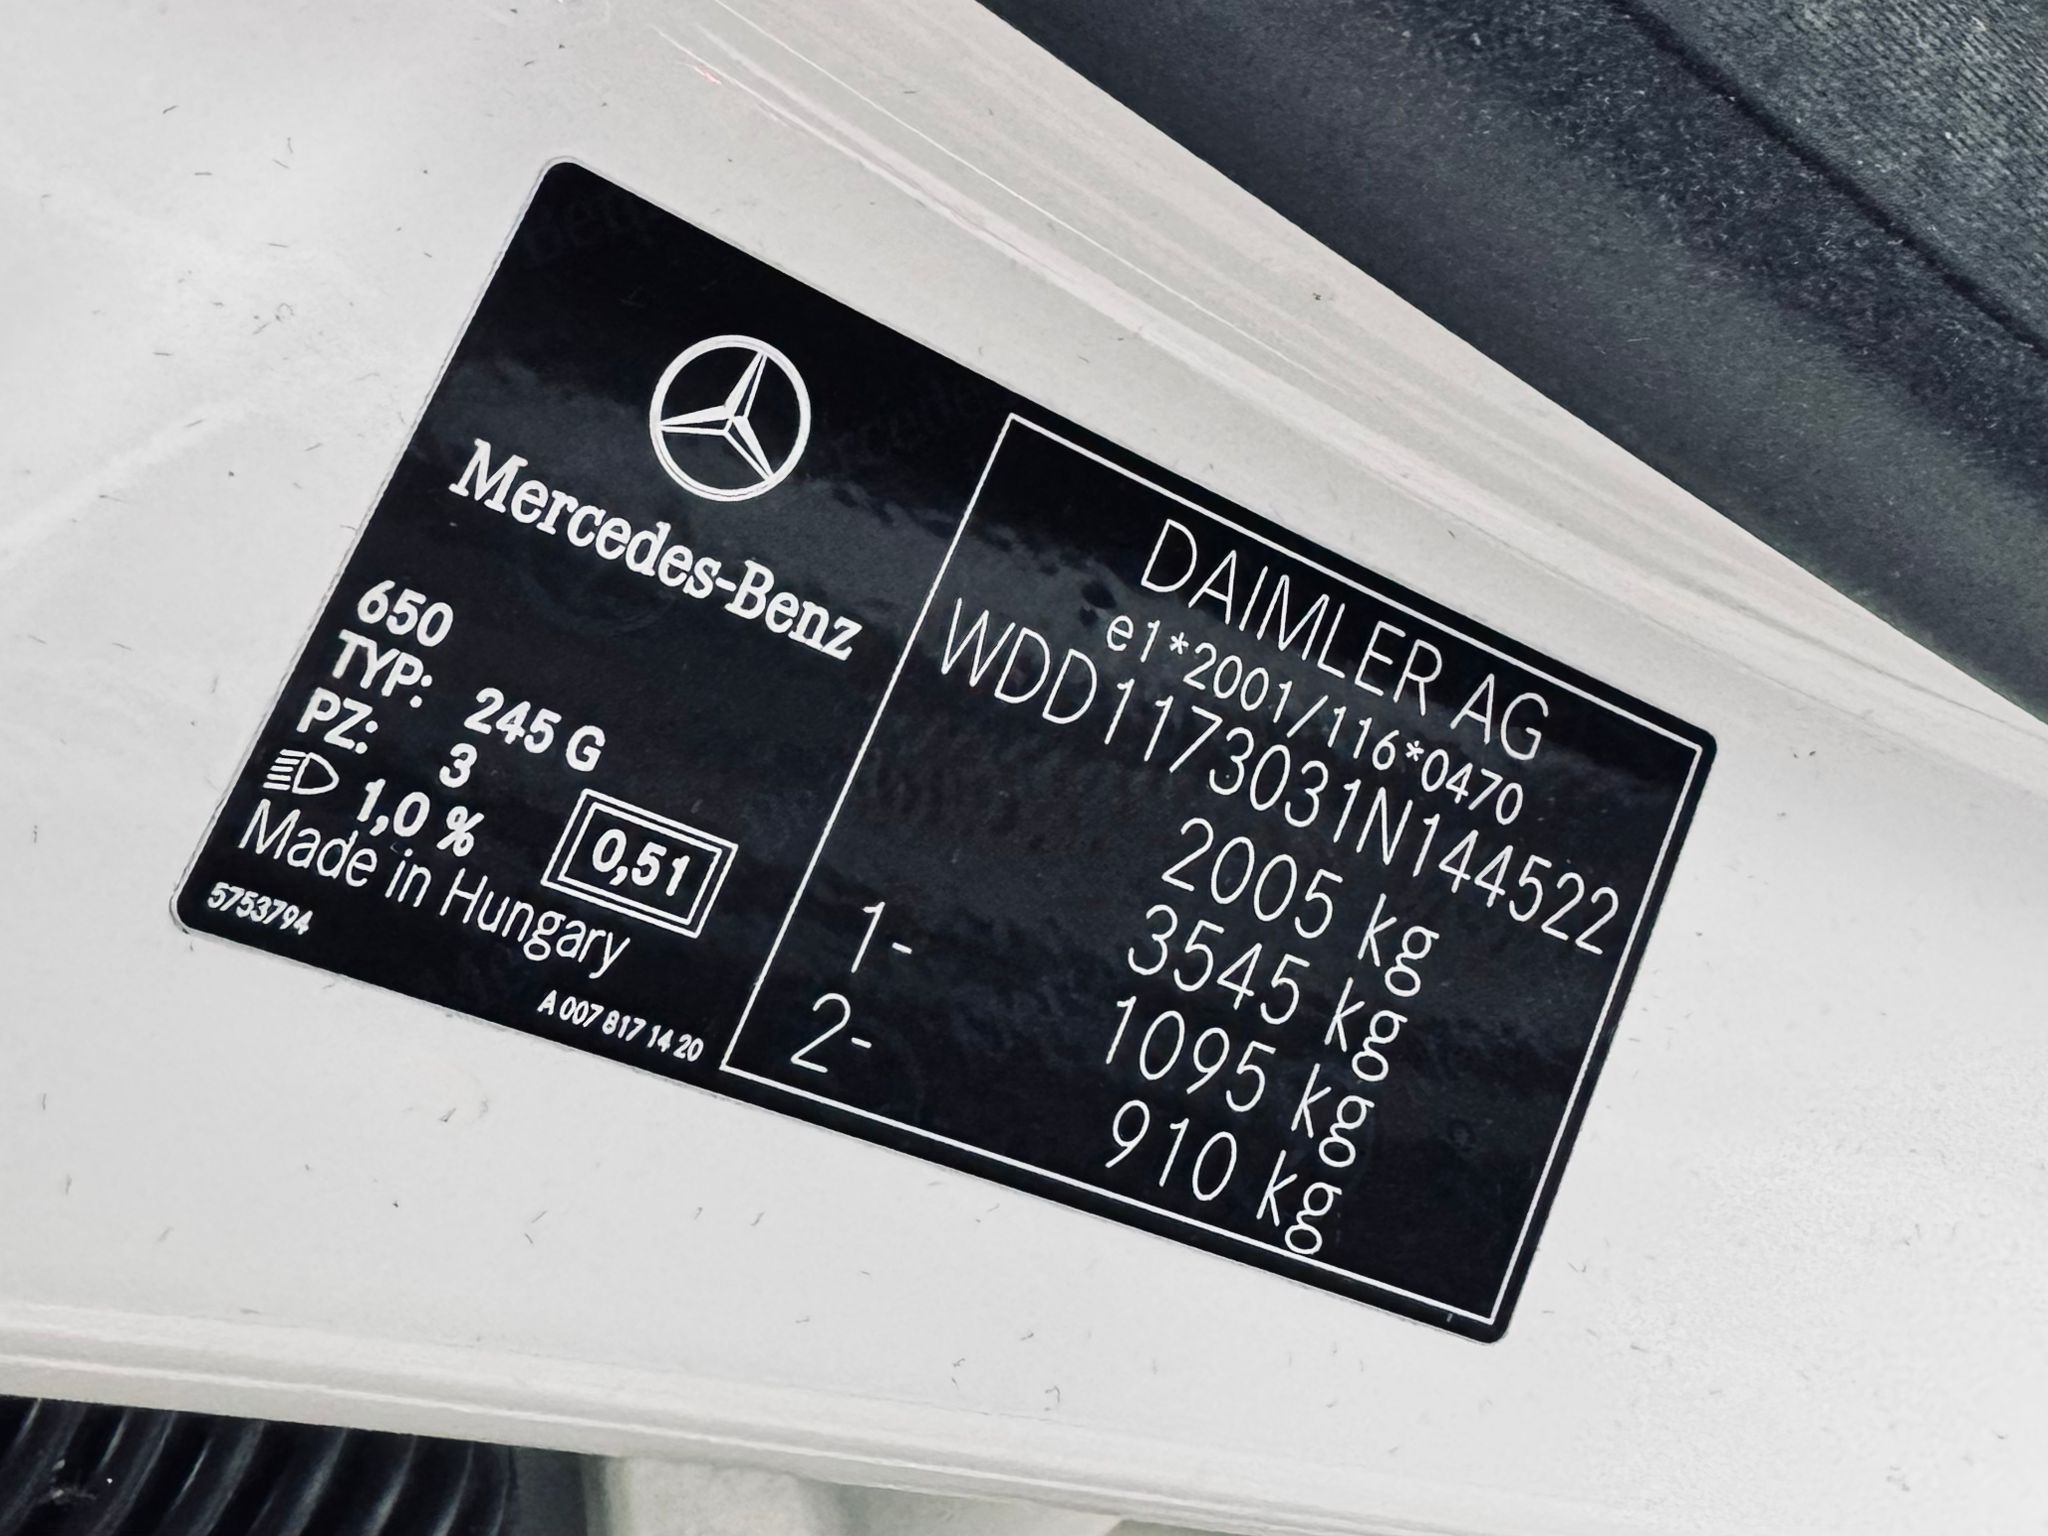 Mercedes-Benz
650
TYP: 245 G
PZ: 3
1,0 %
0,51
Made in Hungary
5753794
A 007 817 14 20
DAIMLER AG
e1*2001/116*0470
WDD1173031N144522
2005 kg
3545 kg
1- 1095 kg
2- 910 kg